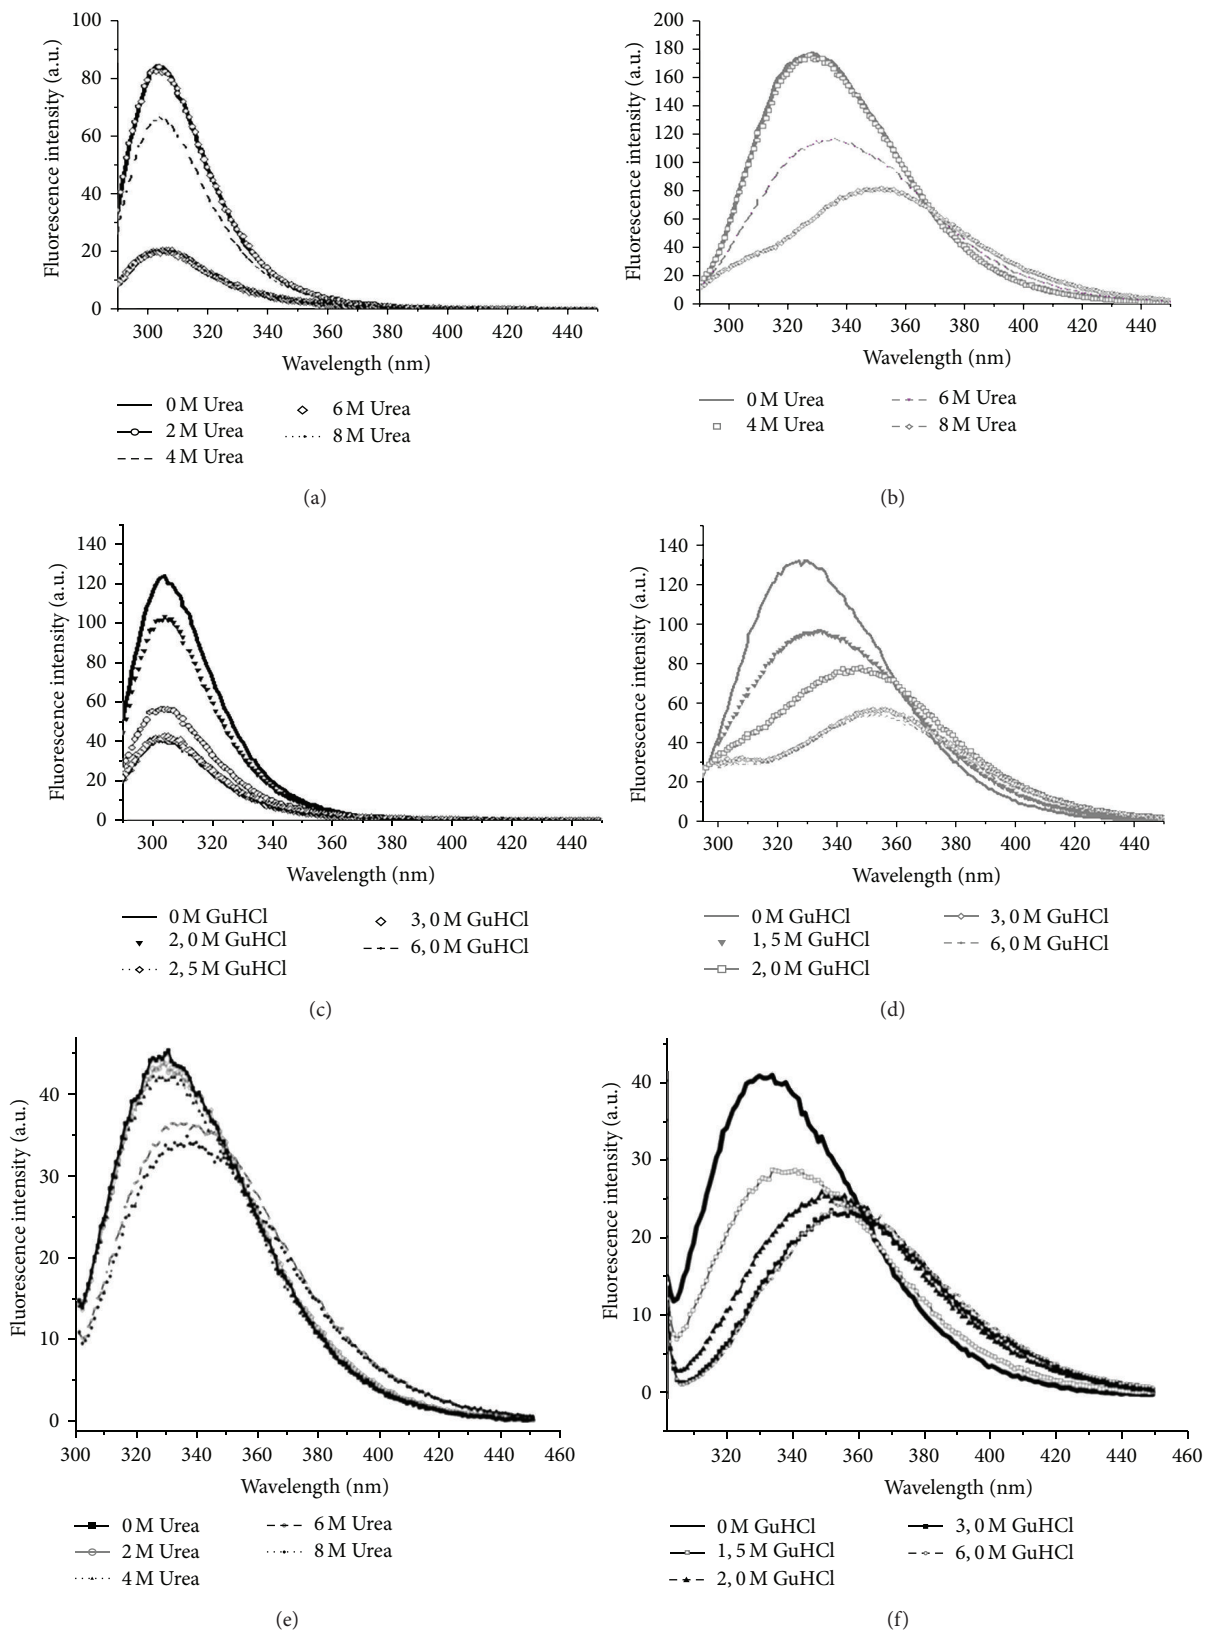 100
80
60
40
20
0
Fluorescence intensity (a.u.)
300 320 340 360 380 400 420 440
Wavelength (nm)
0 M Urea
2 M Urea
4 M Urea
6 M Urea
8 M Urea
(a)
200
180
160
140
120
100
80
60
40
20
0
Fluorescence intensity (a.u.)
300 320 340 360 380 400 420 440
Wavelength (nm)
0 M Urea
4 M Urea
6 M Urea
8 M Urea
(b)
140
120
100
80
60
40
20
0
Fluorescence intensity (a.u.)
300 320 340 360 380 400 420 440
Wavelength (nm)
0 M GuHCl
2, 0 M GuHCl
2, 5 M GuHCl
3, 0 M GuHCl
6, 0 M GuHCl
(c)
140
120
100
80
60
40
20
0
Fluorescence intensity (a.u.)
300 320 340 360 380 400 420 440
Wavelength (nm)
0 M GuHCl
1, 5 M GuHCl
2, 0 M GuHCl
3, 0 M GuHCl
6, 0 M GuHCl
(d)
40
30
20
10
0
Fluorescence intensity (a.u.)
300 320 340 360 380 400 420 440 460
Wavelength (nm)
0 M Urea
2 M Urea
4 M Urea
6 M Urea
8 M Urea
(e)
40
30
20
10
0
Fluorescence intensity (a.u.)
320 340 360 380 400 420 440 460
Wavelength (nm)
0 M GuHCl
1, 5 M GuHCl
2, 0 M GuHCl
3, 0 M GuHCl
6, 0 M GuHCl
(f)